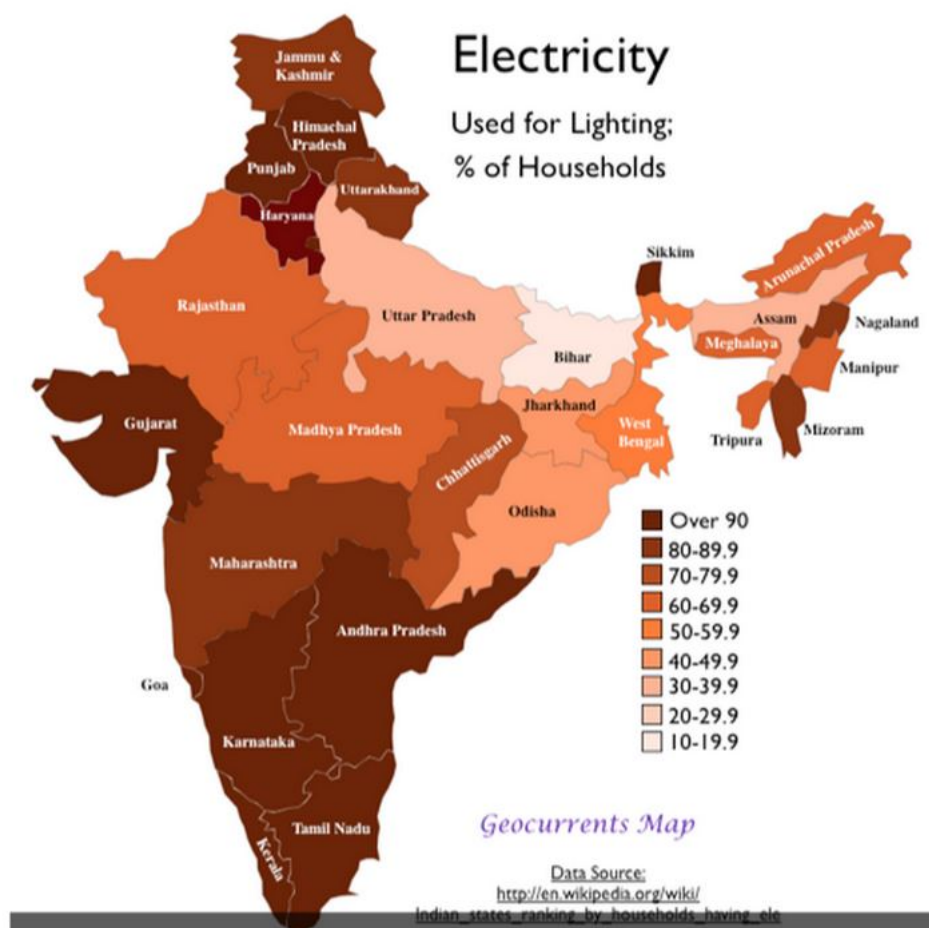 Electricity
Used for Lighting;
% of Households
Jammu &
Kashmir
Himachal
Pradesh
Punjab
Uttarakhand
Haryana
Sikkim
Arunachal Pradesh
Rajasthan
Uttar Pradesh
Assam
Nagaland
Meghalaya
Bihar
Manipur
Gujarat
Jharkhand
Madhya Pradesh
West
Bengal
Tripura
Mizoram
Chhattisgarh
Odisha
Maharashtra
Andhra Pradesh
Goa
Karnataka
Tamil Nadu
Kerala
Over 90
80-89.9
70-79.9
60-69.9
50-59.9
40-49.9
30-39.9
20-29.9
10-19.9
Geocurrents Map
Data Source:
http://en.wikipedia.org/wiki/
Indian_states_ranking_by_households_having_ele